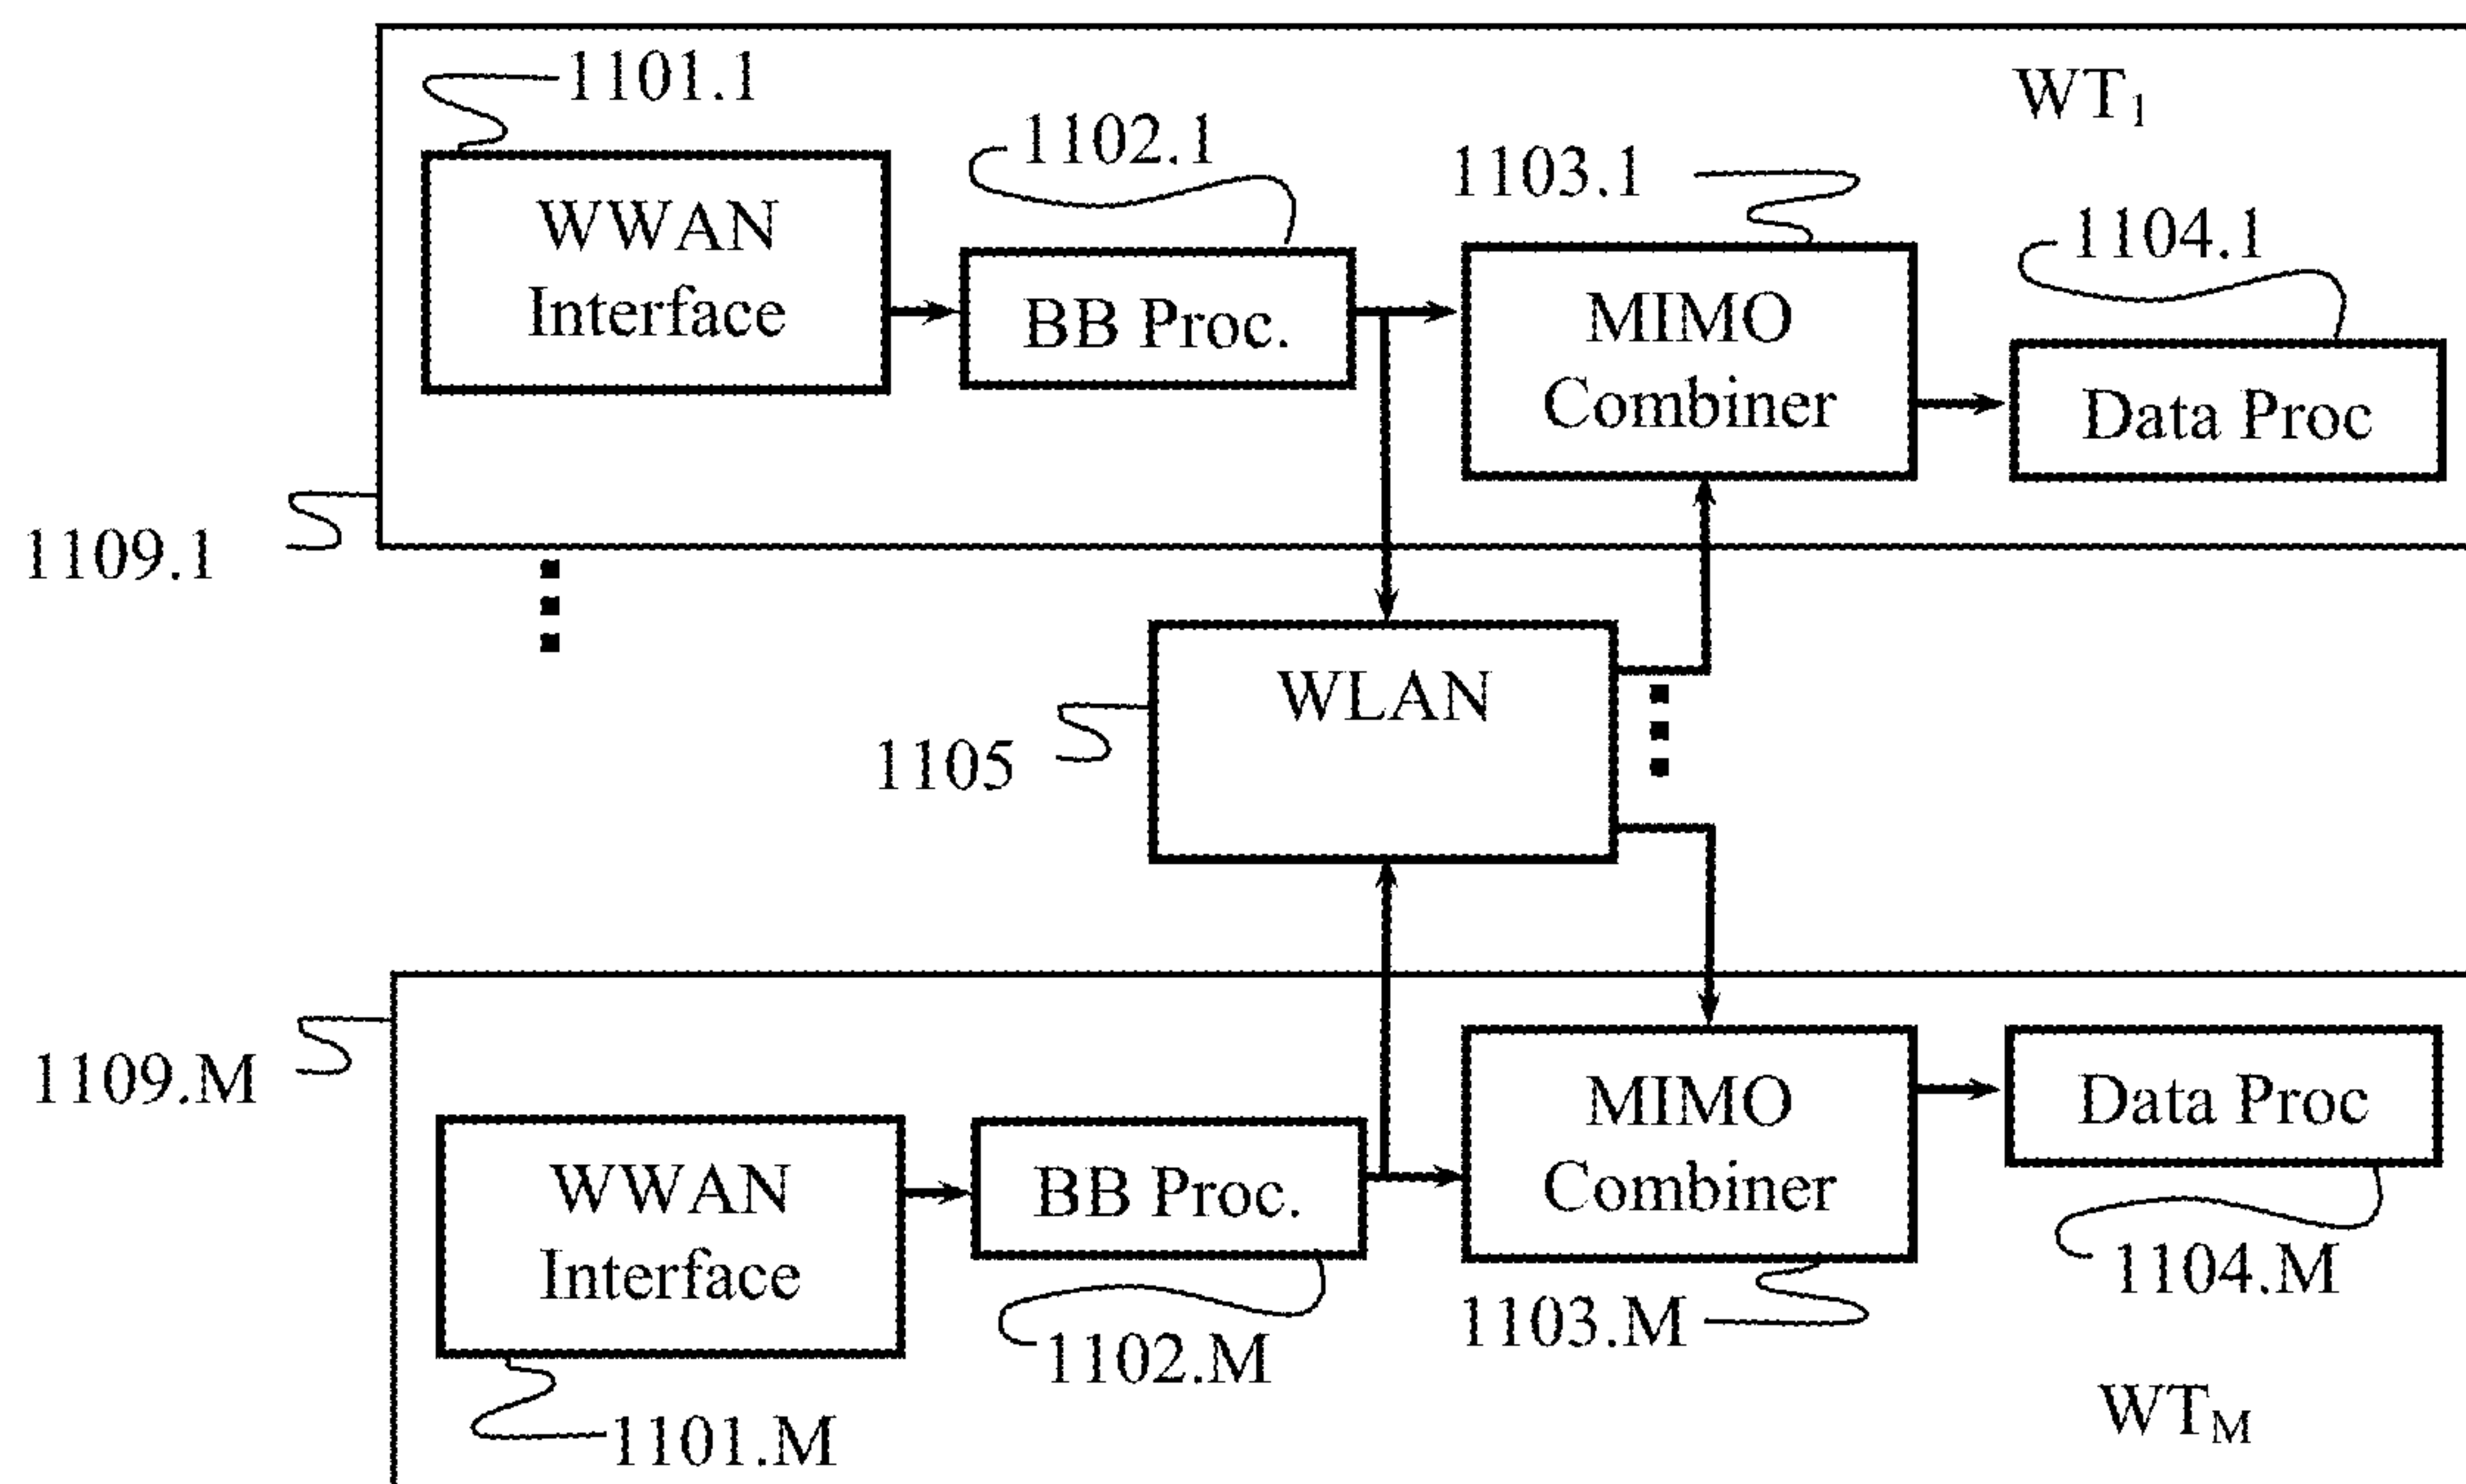 1101.1
WT1
1102.1
1103.1
1104.1
WWAN
Interface
BB Proc.
MIMO
Combiner
Data Proc
1109.1
WLAN
1105
1109.M
WWAN
Interface
BB Proc.
MIMO
Combiner
Data Proc
1104.M
1103.M
1102.M
1101.M
WTM